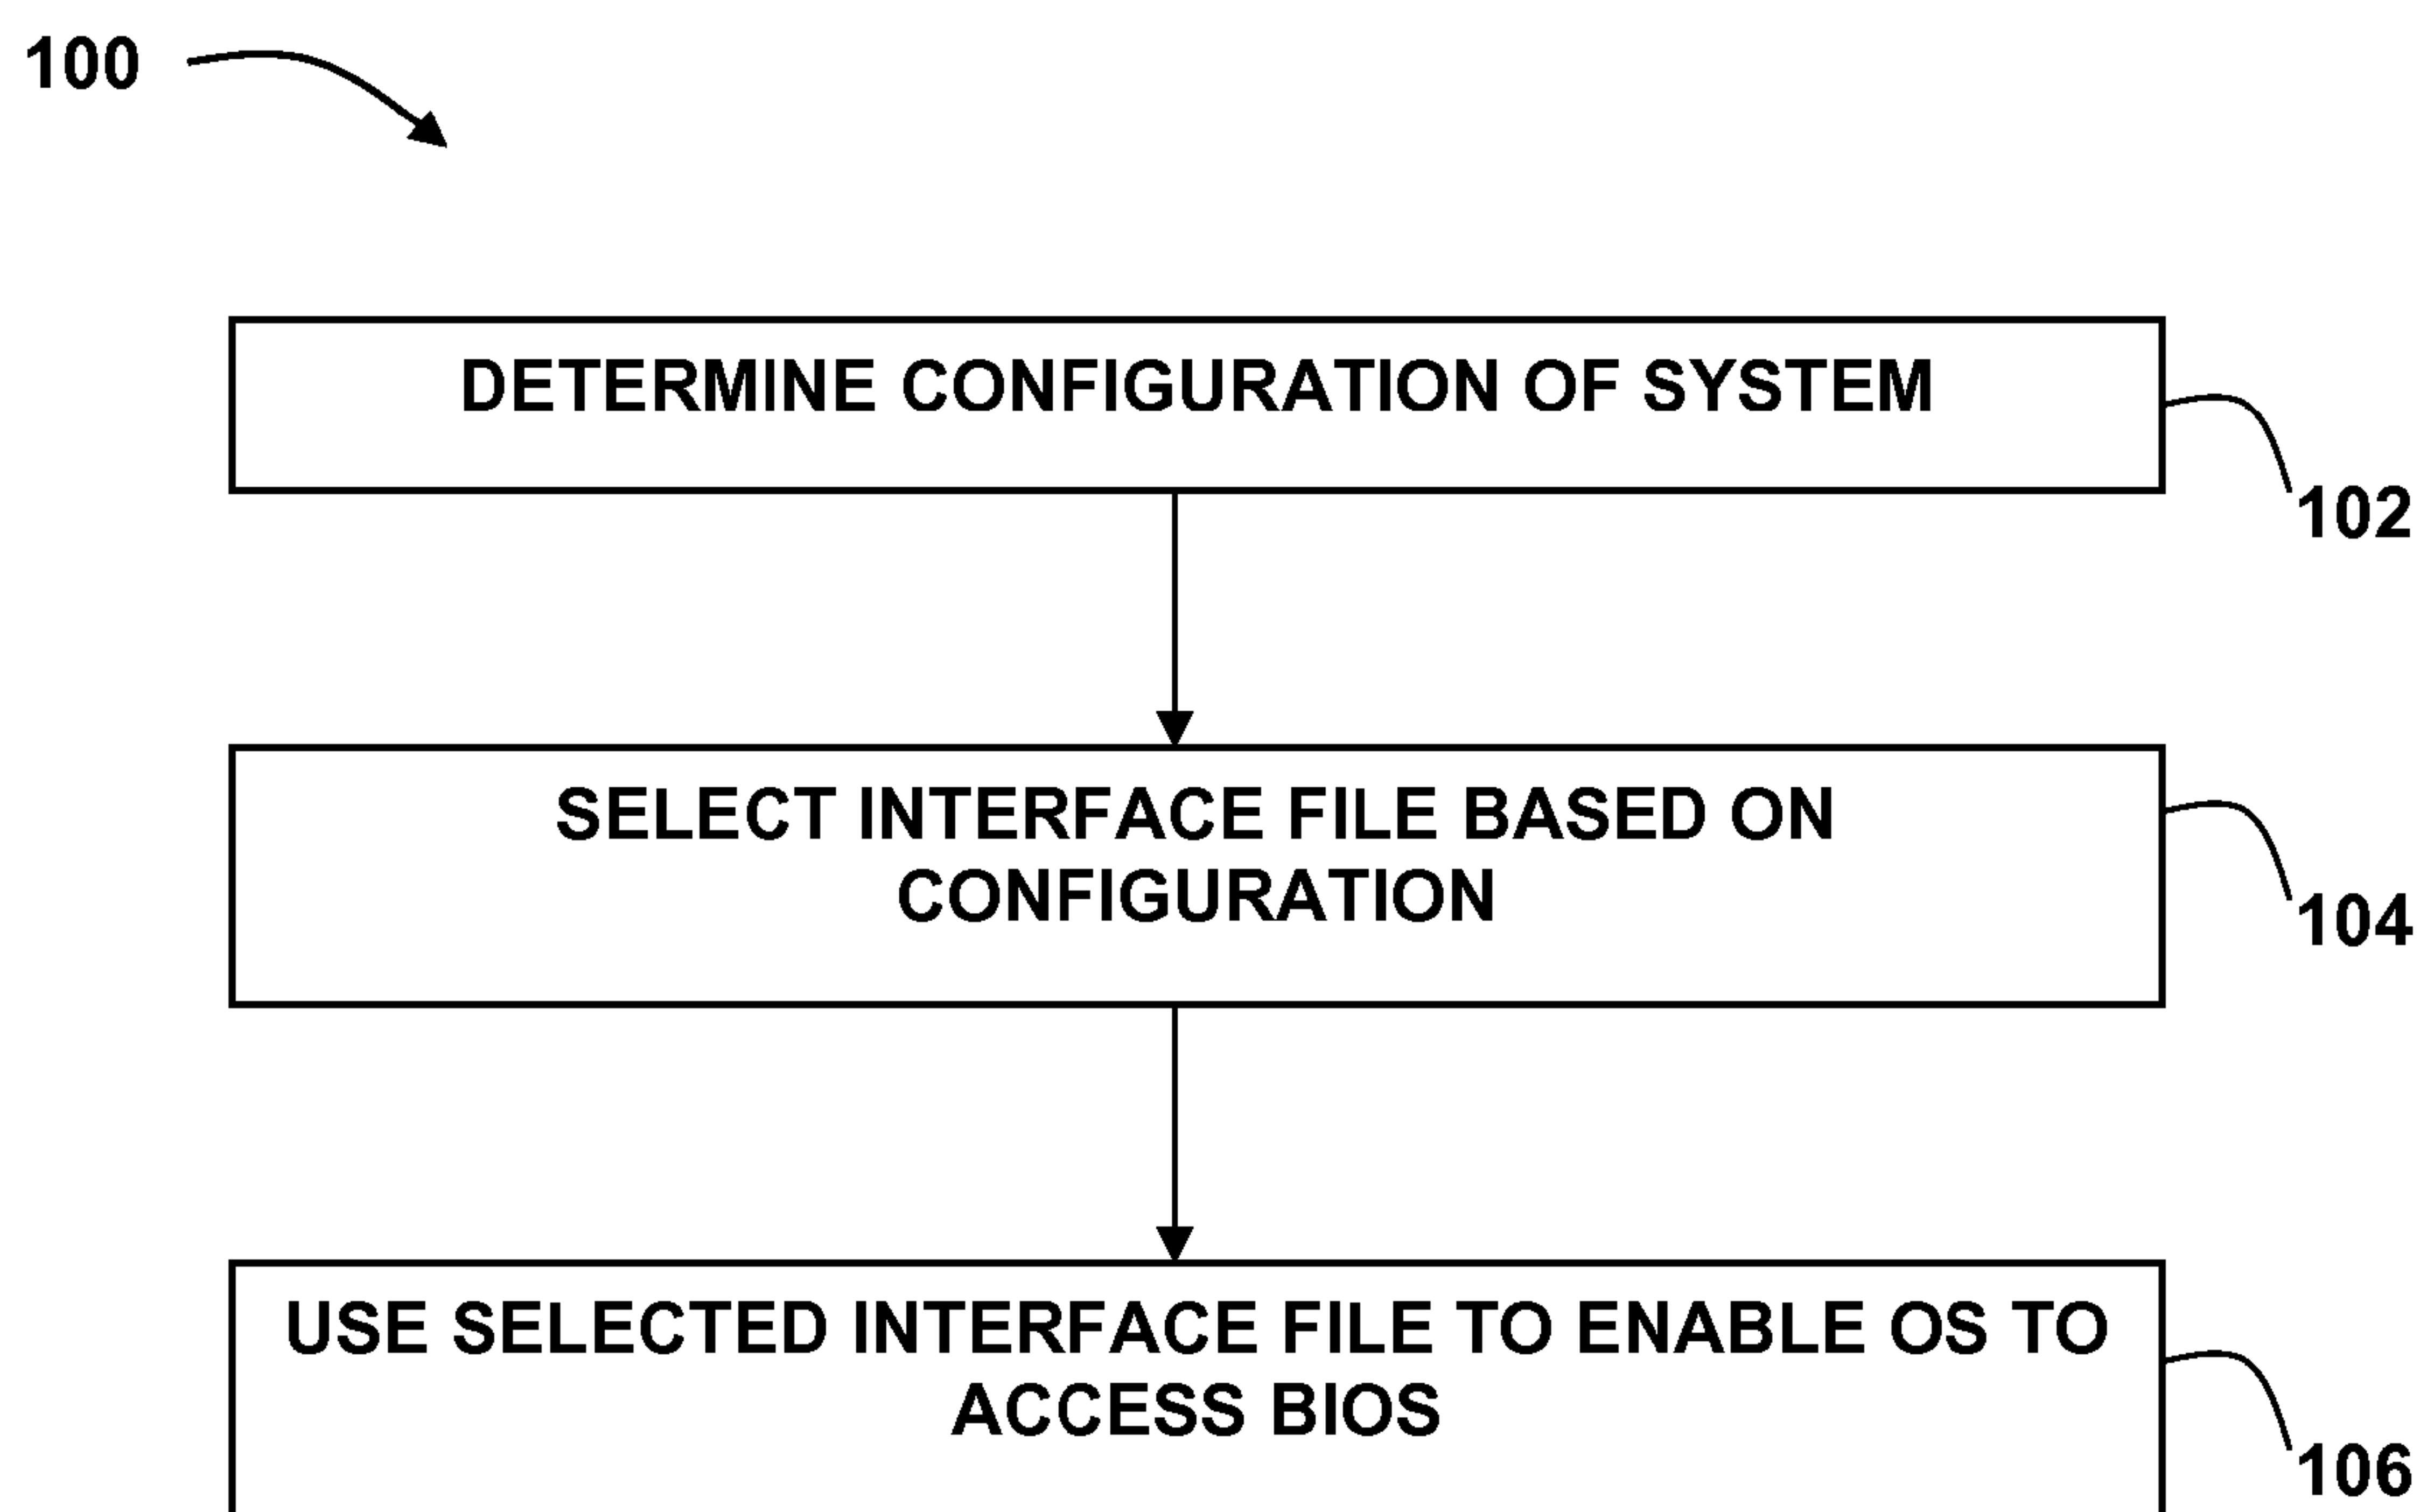 100
DETERMINE CONFIGURATION OF SYSTEM
102
SELECT INTERFACE FILE BASED ON
CONFIGURATION
104
USE SELECTED INTERFACE FILE TO ENABLE OS TO
ACCESS BIOS
106